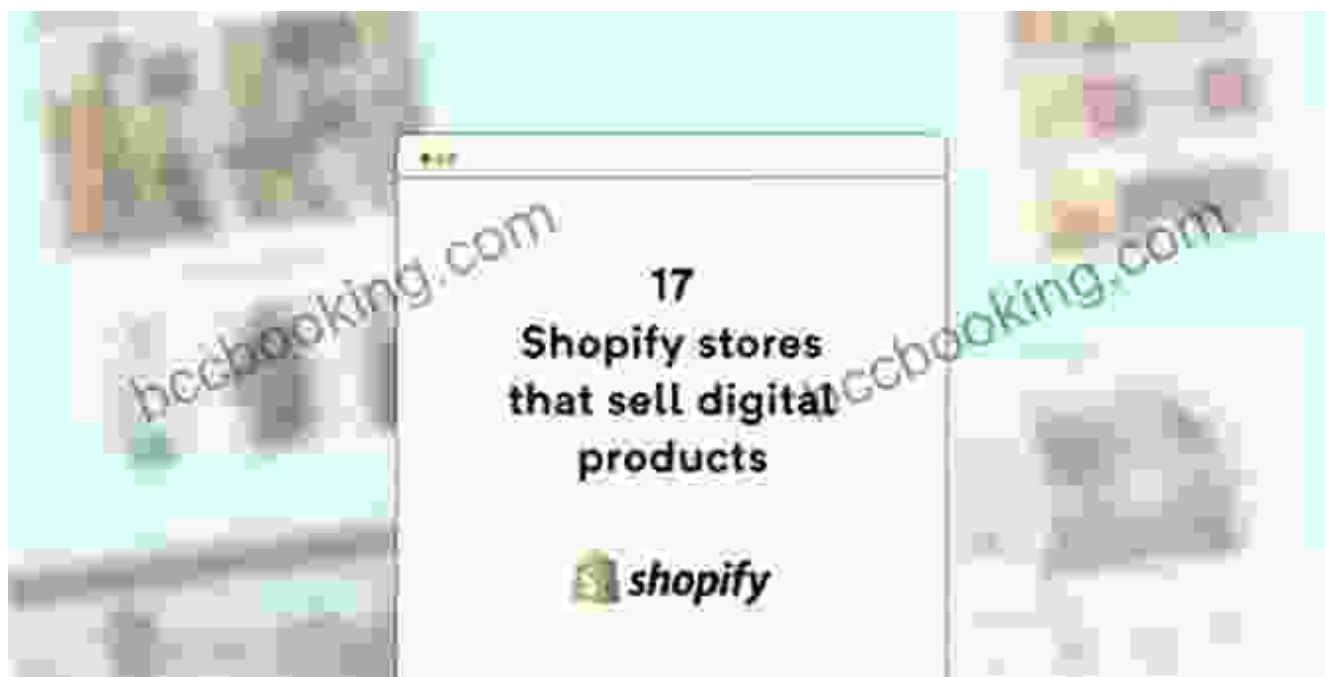 17
Shopify stores
that sell digital
products
shopify
bccbooking.com
bccbooking.com